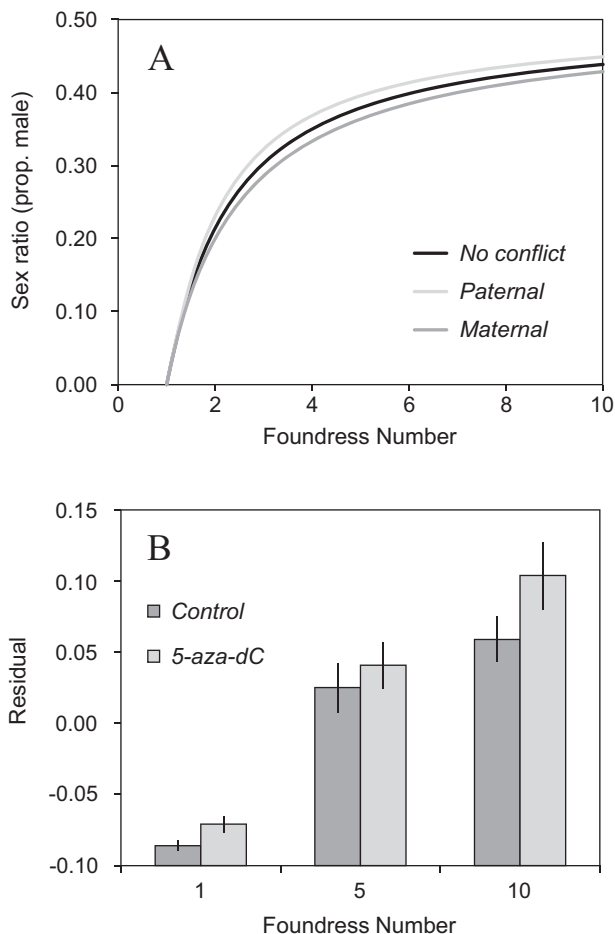 A
Sex ratio (prop. male)
0.50
0.40
0.30
0.20
0.10
0.00
No conflict
Paternal
Maternal
0 2 4 6 8 10
Foundress Number
B
Residual
0.15
0.10
0.05
0.00
-0.05
-0.10
Control
5-aza-dC
1 5 10
Foundress Number